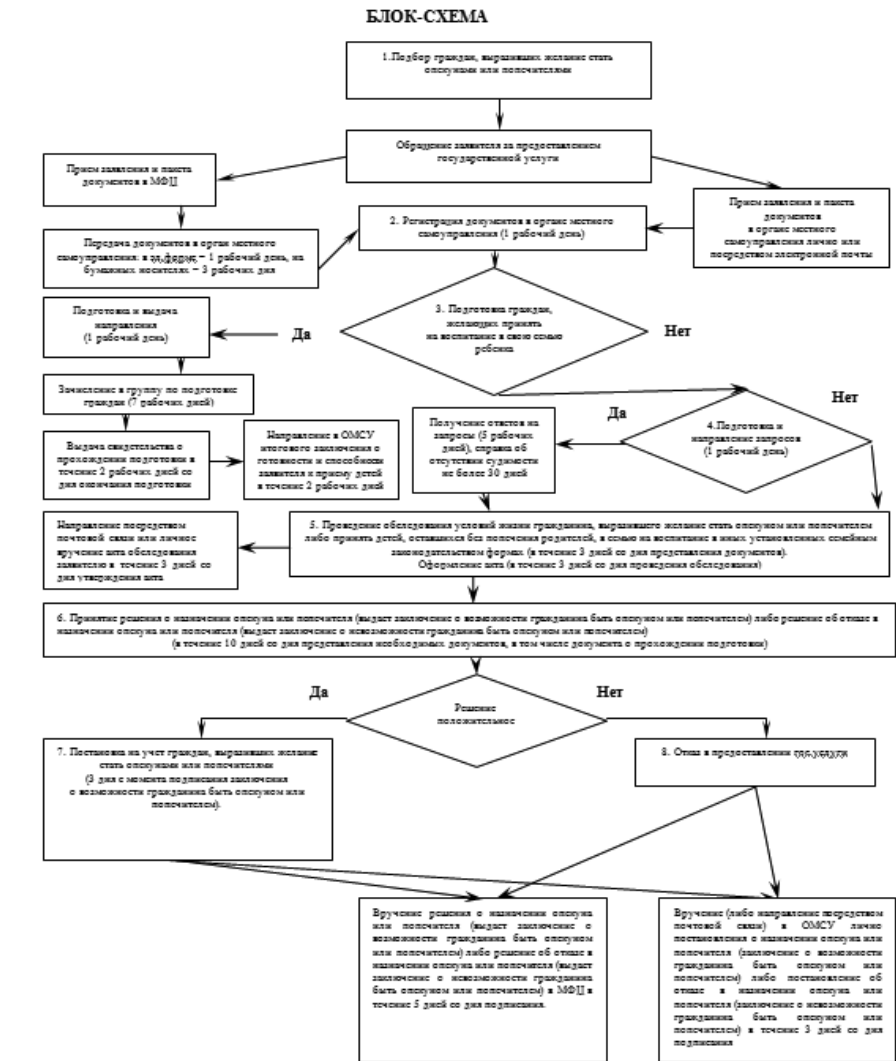 БЛОК-СХЕМА
1.Подбор граждан, выразивших желание стать
опекунами или попечителями
Обращение заявителя за предоставлением
государственной услуги
Прием заявления и пакета
документов в МФЦ
Прием заявления и пакета
документов
в органе местного
самоуправления лично или
посредством электронной почты
2. Регистрация документов в органе местного
самоуправления (1 рабочий день)
Передача документов в орган местного
самоуправления: в эл.форме – 1 рабочий день, на
бумажных носителях – 3 рабочих дня
3. Подготовка граждан,
желающих принять
на воспитание в свою семью
ребенка
Да
Нет
Подготовка и выдача
направления
(1 рабочий день)
Зачисление в группу по подготовке
граждан (7 рабочих дней)
Выдача свидетельства о
прохождении подготовки в
течение 2 рабочих дней со
дня окончания подготовки
Направление в ОМСУ
итогового заключения о
готовности и способности
заявителя к приему детей
в течение 2 рабочих дней
Получение ответов на
запросы (5 рабочих
дней), справка об
отсутствии судимости
не более 30 дней
Да
4.Подготовка и
направление запросов
(1 рабочий день)
Нет
Направление посредством
почтовой связи или личное
вручение акта обследования
заявителю в течение 3 дней со
дня утверждения акта
5. Проведение обследования условий жизни гражданина, выразившего желание стать опекуном или попечителем
либо принять детей, оставшихся без попечения родителей, в семью на воспитание в иных установленных семейным
законодательством формах (в течение 3 дней со дня представления документов).
Оформление акта (в течение 3 дней со дня проведения обследования)
6. Принятие решения о назначении опекуна или попечителя (выдает заключение о возможности гражданина быть опекуном или попечителем) либо решение об отказе в
назначении опекуна или попечителя (выдает заключение о невозможности гражданина быть опекуном или попечителем)
(в течение 10 дней со дня представления необходимых документов, в том числе документа о прохождении подготовки)
Да
Решение
положительное
Нет
7. Постановка на учет граждан, выразивших желание
стать опекунами или попечителями
(3 дня с момента подписания заключения
о возможности гражданина быть опекуном или
попечителем).
8. Отказ в предоставлении гос.услуги
Вручение решения о назначении опекуна
или попечителя (выдает заключение о
возможности гражданина быть опекуном
или попечителем) либо решение об отказе в
назначении опекуна или попечителя (выдает
заключение о невозможности гражданина
быть опекуном или попечителем) в МФЦ в
течение 5 дней со дня подписания.
Вручение (либо направление посредством
почтовой связи) в ОМСУ лично
постановления о назначении опекуна или
попечителя (заключение о возможности
гражданина быть опекуном или
попечителем) либо постановление об
отказе в назначении опекуна или
попечителя (заключение о невозможности
гражданина быть опекуном или
попечителем) в течение 3 дней со дня
подписания